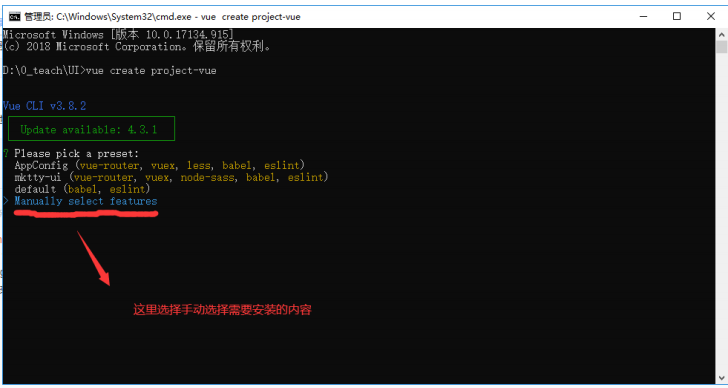 管理员: C:\Windows\System32\cmd.exe - vue  create project-vue
Microsoft Windows [版本 10.0.17134.915]
(c) 2018 Microsoft Corporation。保留所有权利。
D:\0_teach\UI>vue create project-vue
Vue CLI v3.8.2
Update available: 4.3.1
? Please pick a preset:
AppConfig (vue-router, vuex, less, babel, eslint)
mktty-ui (vue-router, vuex, node-sass, babel, eslint)
default (babel, eslint)
> Manually select features
这里选择手动选择需要安装的内容